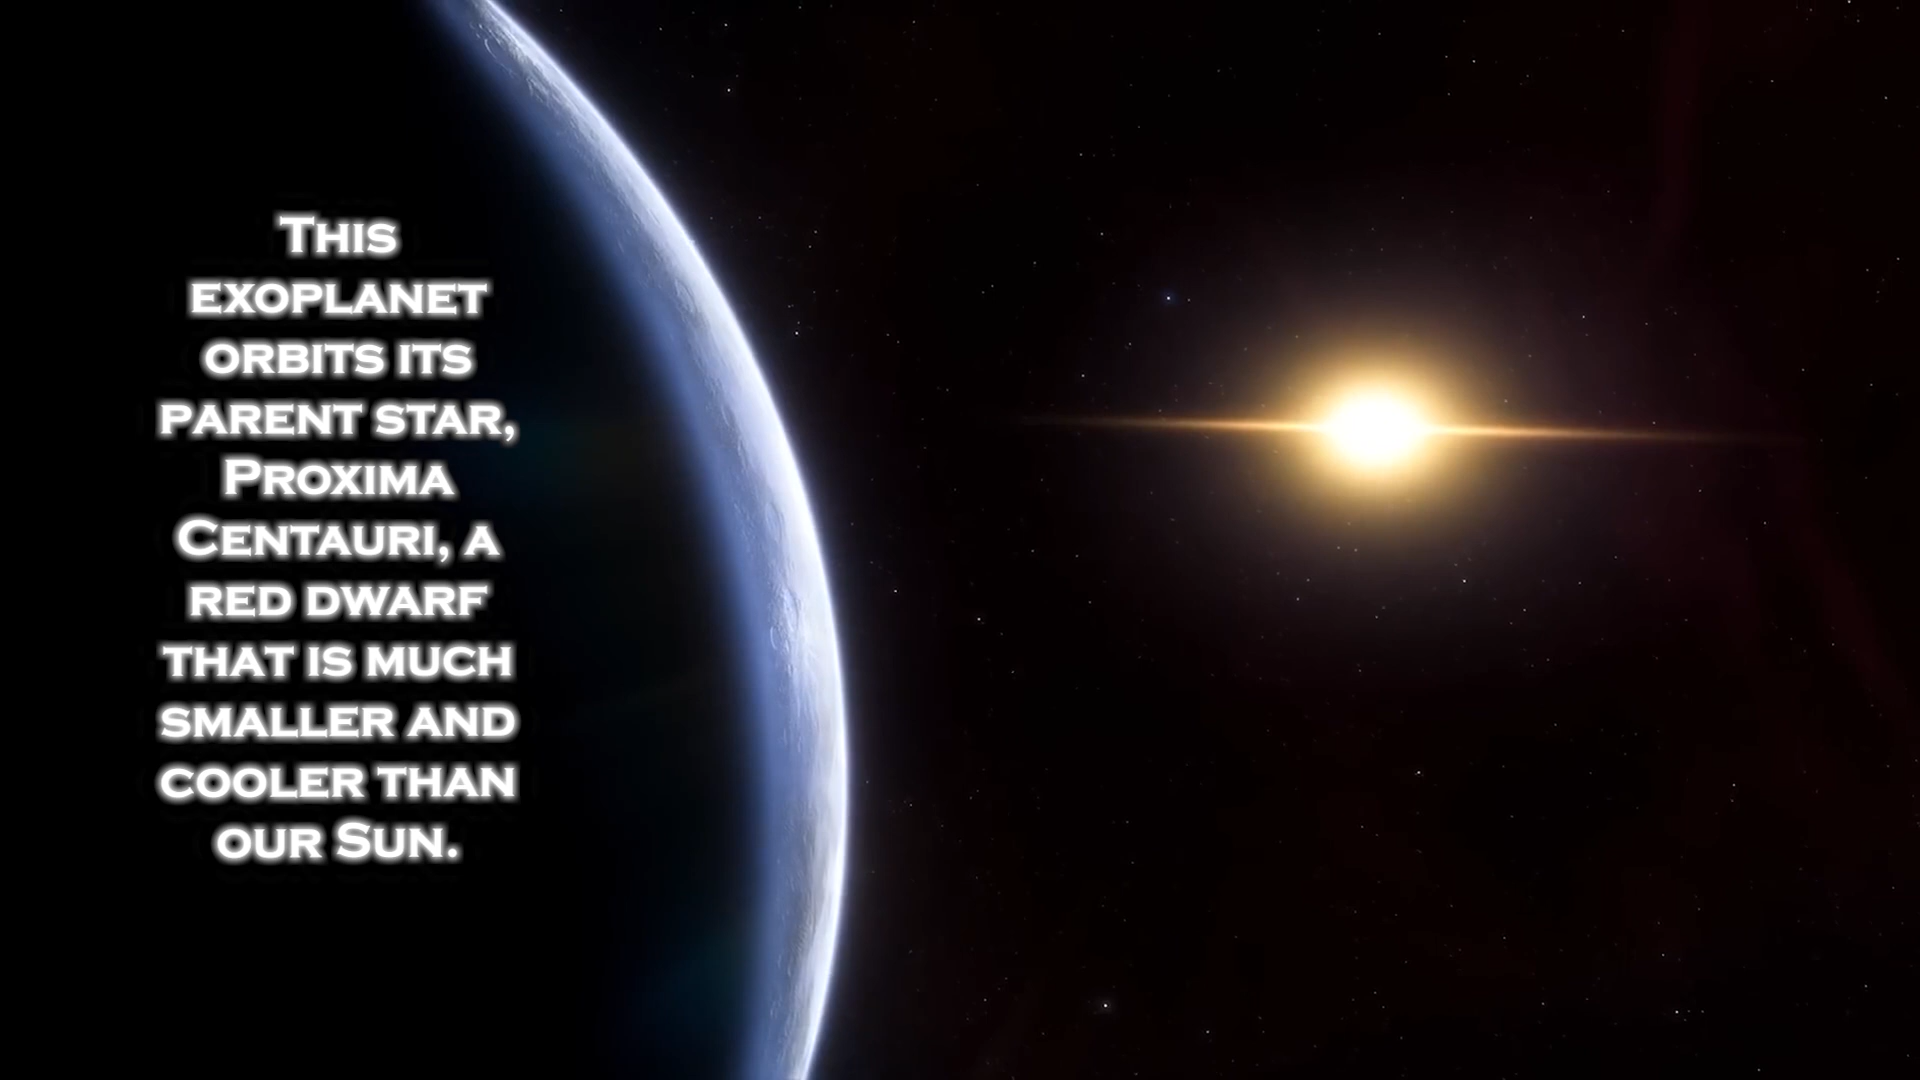 This
exoplanet
orbits its
parent star,
Proxima
Centauri, a
red dwarf
that is much
smaller and
cooler than
our Sun.